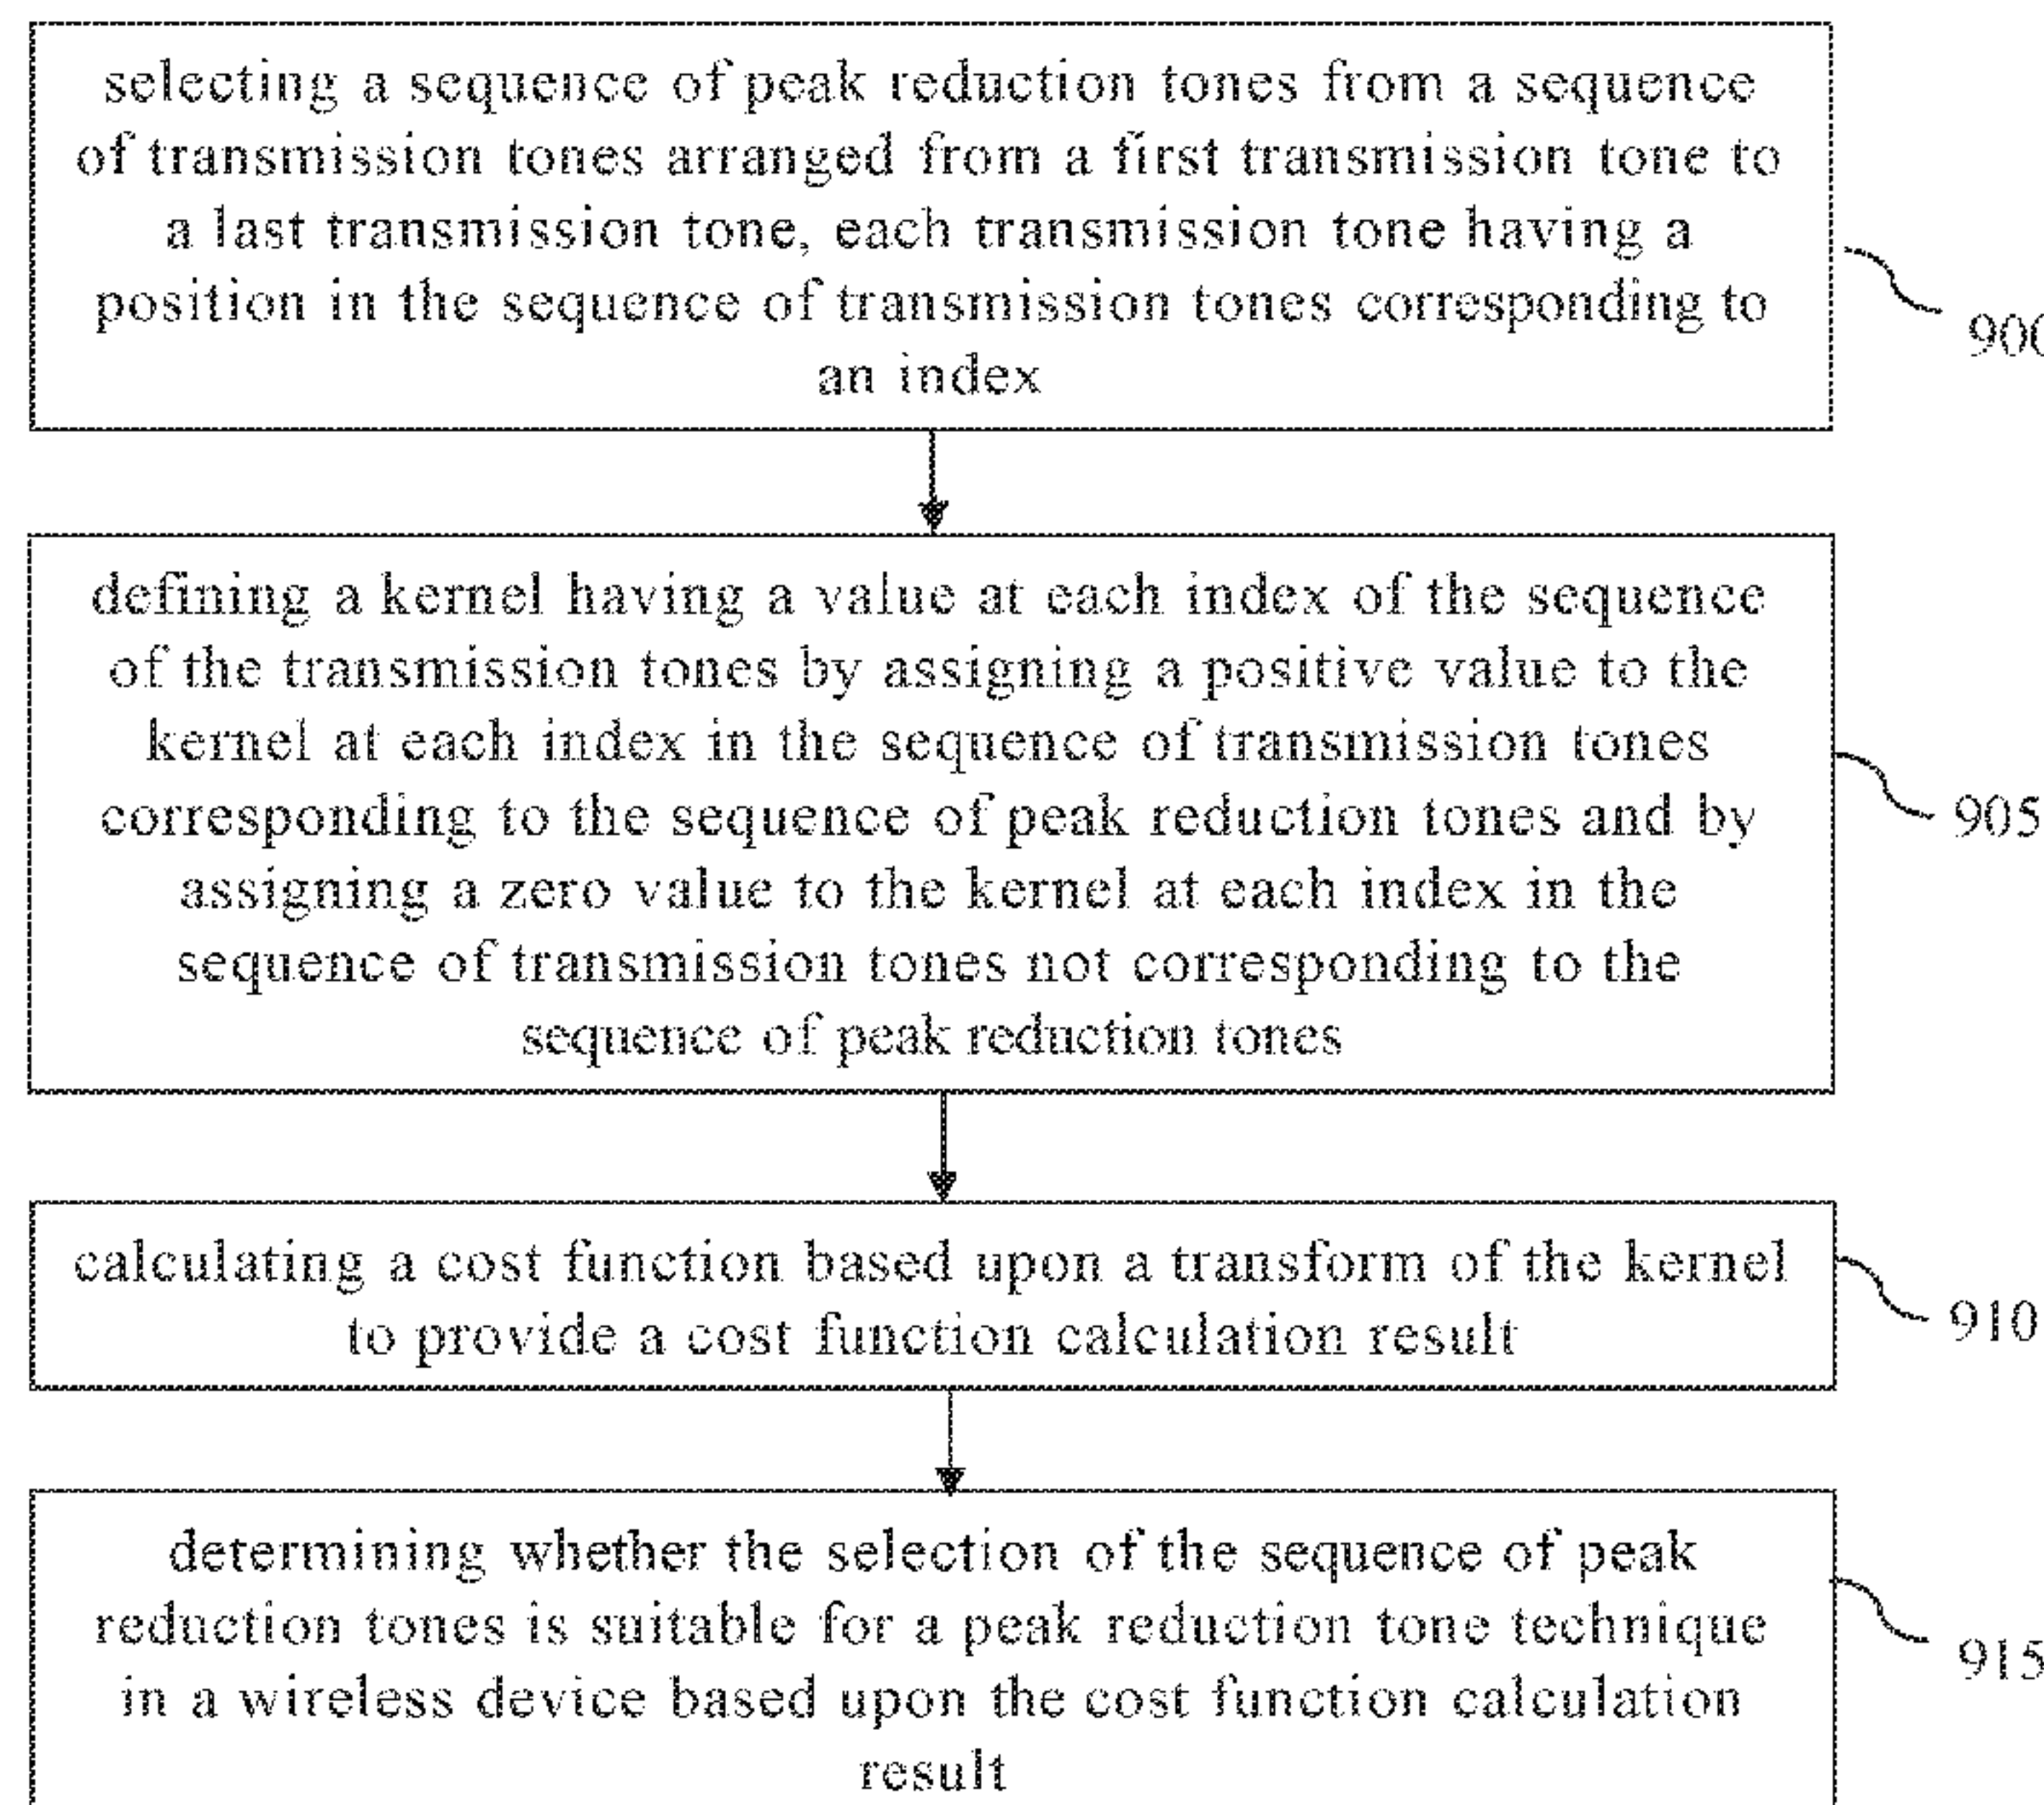 selecting a sequence of peak reduction tones from a sequence
of transmission tones arranged from a first transmission tone to
a last transmission tone, each transmission tone having a
position in the sequence of transmission tones corresponding to
an index
900
defining a kernel having a value at each index of the sequence
of the transmission tones by assigning a positive value to the
kernel at each index in the sequence of transmission tones
corresponding to the sequence of peak reduction tones and by
assigning a zero value to the kernel at each index in the
sequence of transmission tones not corresponding to the
sequence of peak reduction tones
905
calculating a cost function based upon a transform of the kernel
to provide a cost function calculation result
910
determining whether the selection of the sequence of peak
reduction tones is suitable for a peak reduction tone technique
in a wireless device based upon the cost function calculation
result
915